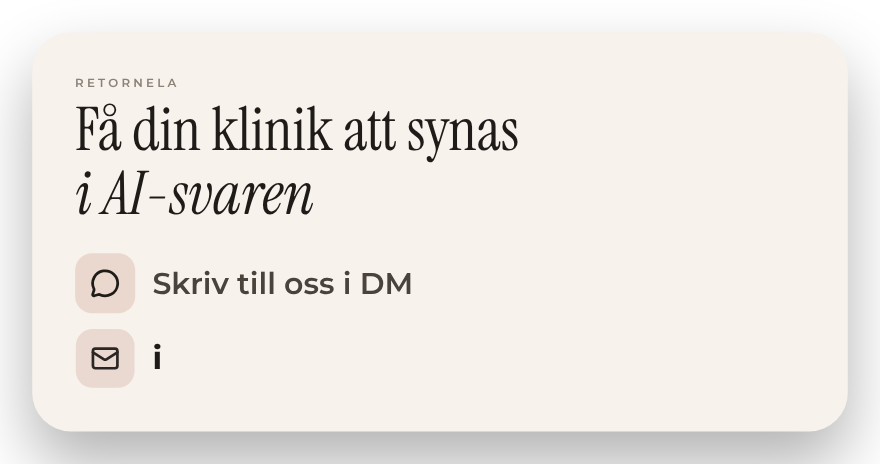 RETORNELA
Få din klinik att synas
i AI-svaren
Skriv till oss i DM
i